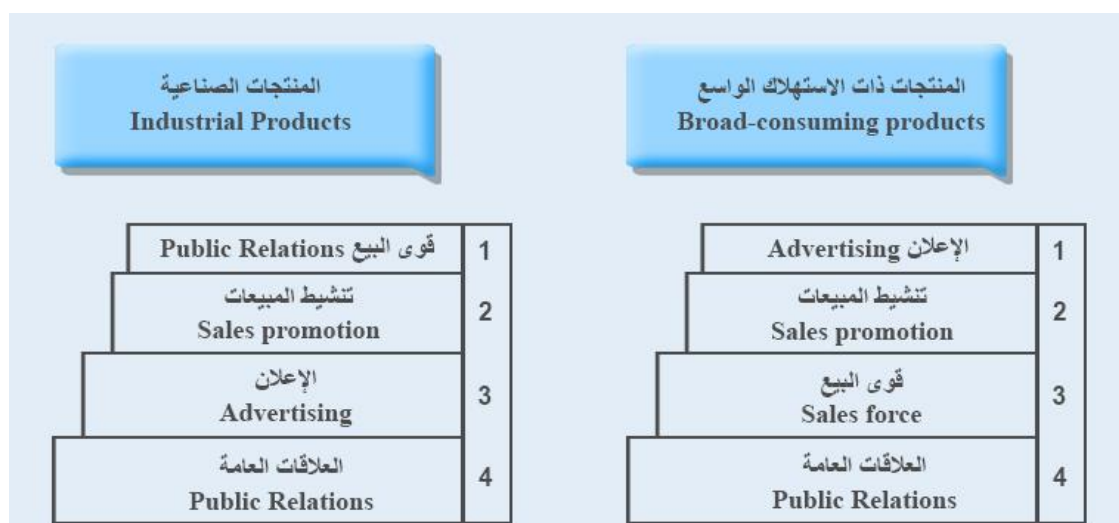 المنتجات ذات الاستهلاك الواسع
Broad-consuming products
1
الإعلان Advertising
2
تنشيط المبيعات
Sales promotion
3
قوى البيع
Sales force
4
العلاقات العامة
Public Relations
المنتجات الصناعية
Industrial Products
1
قوى البيع Public Relations
2
تنشيط المبيعات
Sales promotion
3
الإعلان
Advertising
4
العلاقات العامة
Public Relations